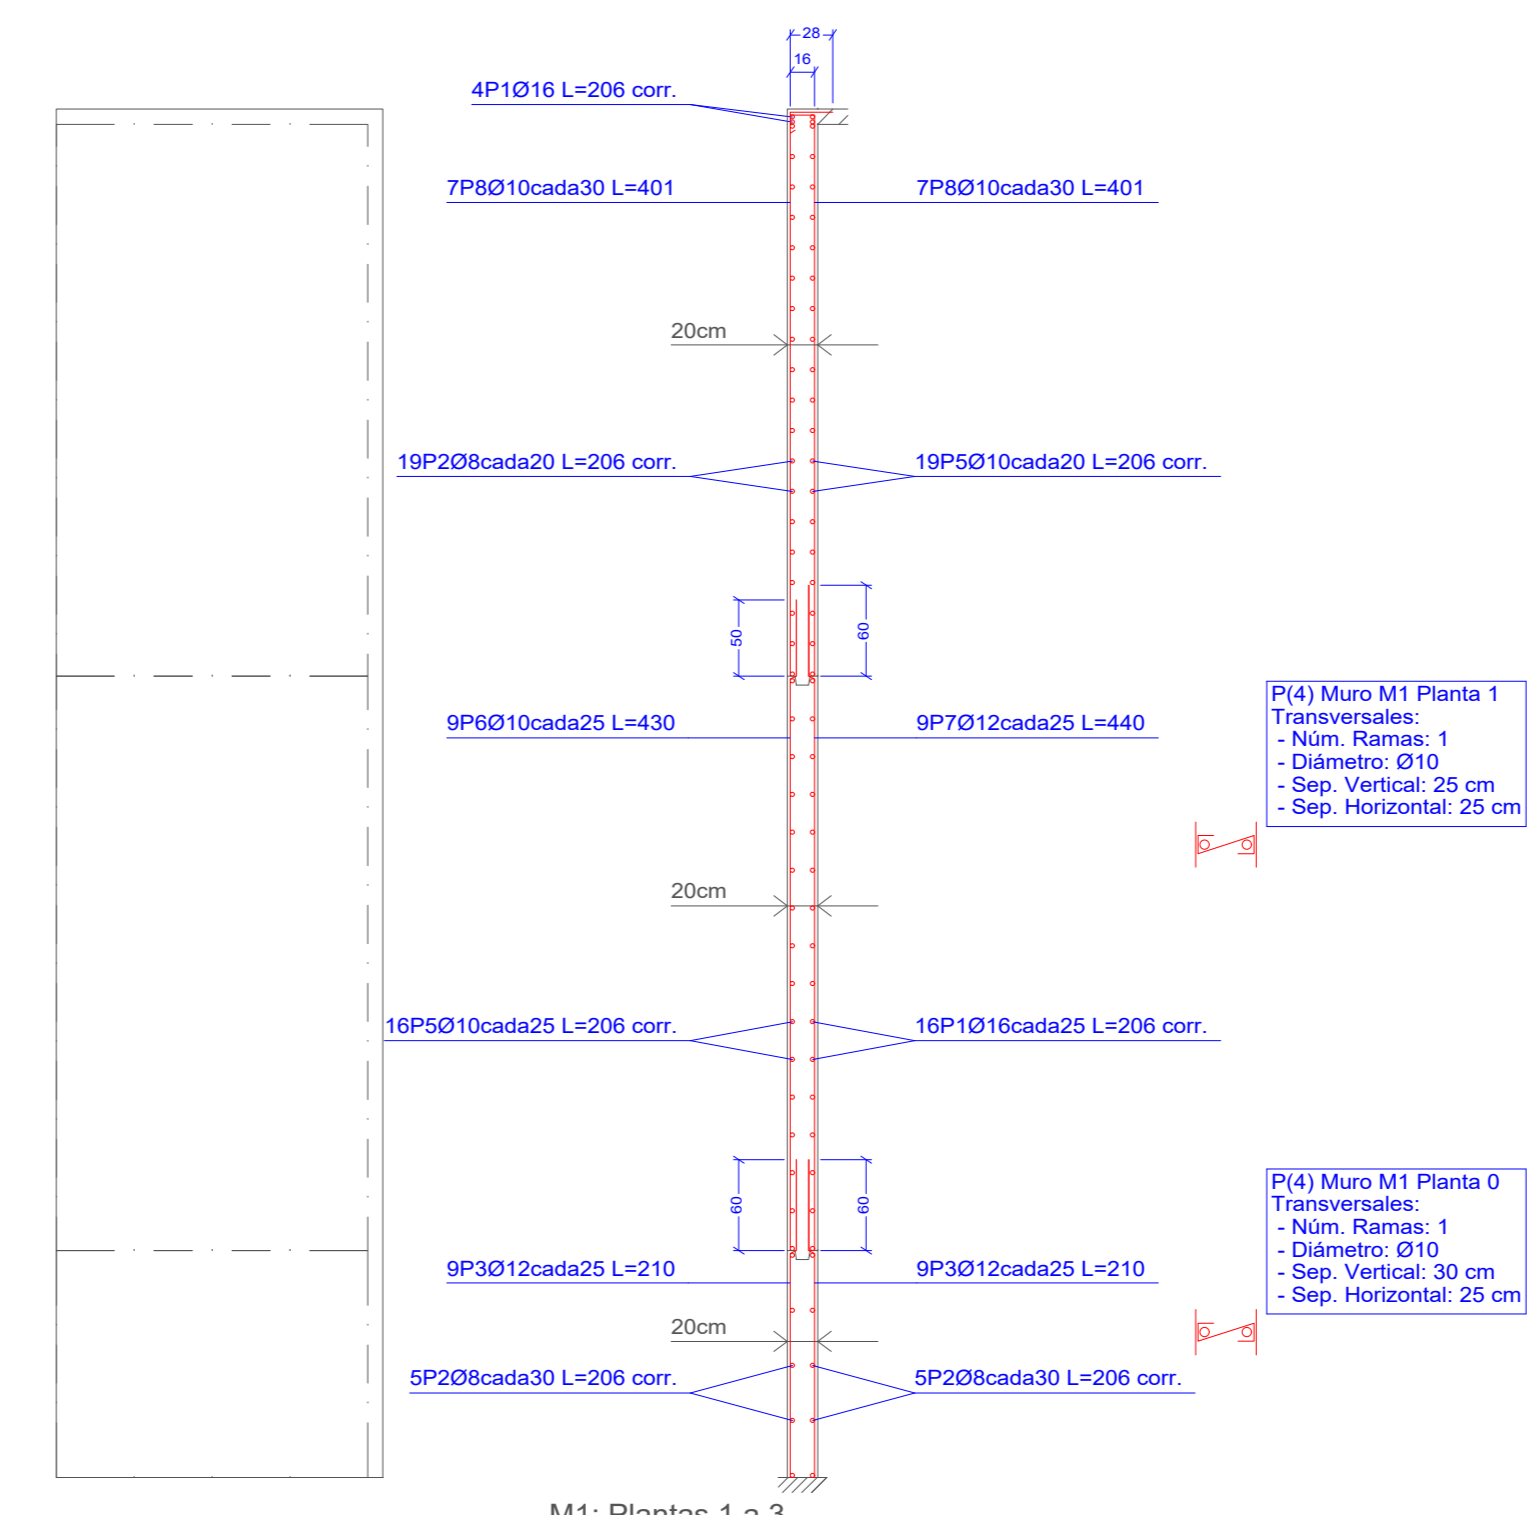 28
16
4P1Ø16 L=206 corr.
7P8Ø10cada30 L=401
7P8Ø10cada30 L=401
20cm
19P2Ø8cada20 L=206 corr.
19P5Ø10cada20 L=206 corr.
50
60
9P6Ø10cada25 L=430
9P7Ø12cada25 L=440
P(4) Muro M1 Planta 1
Transversales:
- Núm. Ramas: 1
- Diámetro: Ø10
- Sep. Vertical: 25 cm
- Sep. Horizontal: 25 cm
20cm
16P5Ø10cada25 L=206 corr.
16P1Ø16cada25 L=206 corr.
60
60
P(4) Muro M1 Planta 0
Transversales:
- Núm. Ramas: 1
- Diámetro: Ø10
- Sep. Vertical: 30 cm
- Sep. Horizontal: 25 cm
9P3Ø12cada25 L=210
9P3Ø12cada25 L=210
20cm
5P2Ø8cada30 L=206 corr.
5P2Ø8cada30 L=206 corr.
M1: Plantas 1 a 3